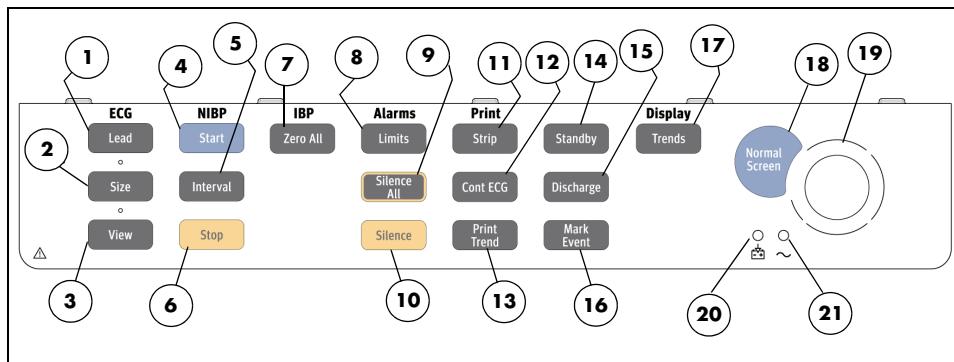 1 4 5 7 8 9 11 12 14 15 17 18 19
ECG NIBP IBP Alarms Print Display
Lead Start Zero All Limits Strip Standby Trends
Normal
Screen
2
Size Interval Silence
All Cont ECG Discharge
View Stop Silence Print
Trend Mark
Event
3 6 10 13 16 20 21